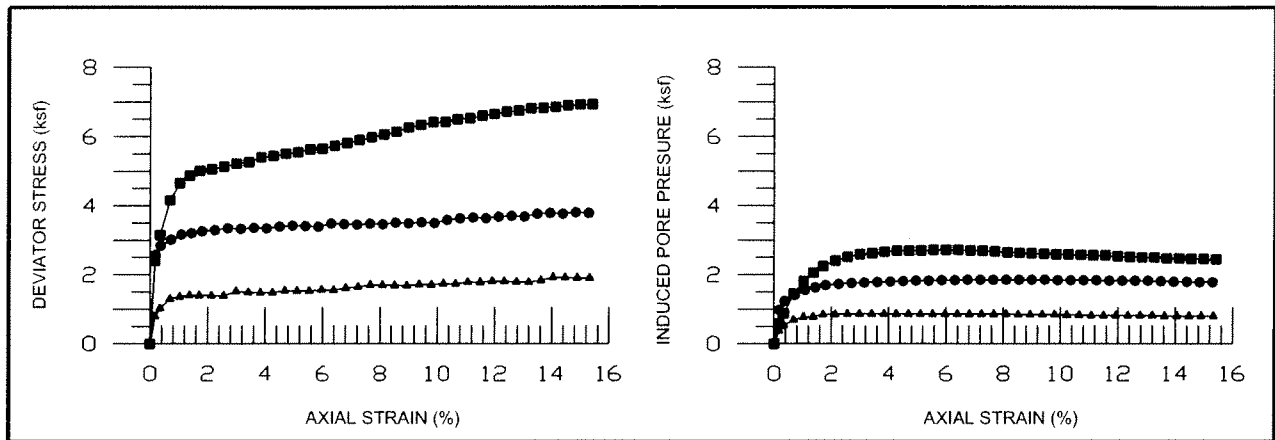 DEVIATOR STRESS (ksf)
8
6
4
2
0
0 2 4 6 8 10 12 14 16
AXIAL STRAIN (%)
INDUCED PORE PRESURE (ksf)
8
6
4
2
0
0 2 4 6 8 10 12 14 16
AXIAL STRAIN (%)